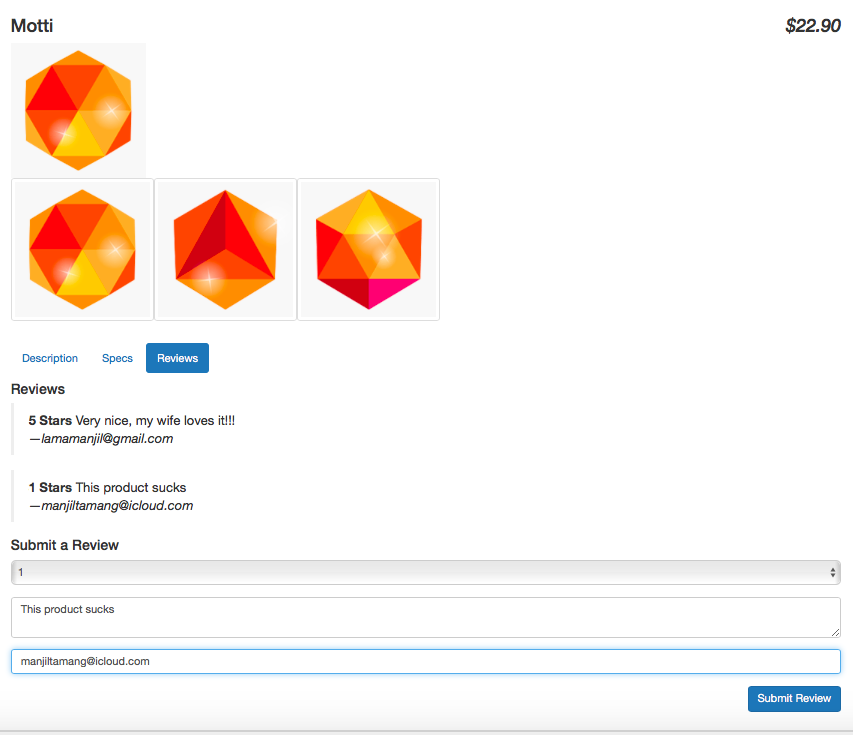 Motti $22.90
Description Specs Reviews
Reviews
5 Stars Very nice, my wife loves it!!!
—lamamanjil@gmail.com
1 Stars This product sucks
—manjiltamang@icloud.com
Submit a Review
1
This product sucks
manjiltamang@icloud.com
Submit Review